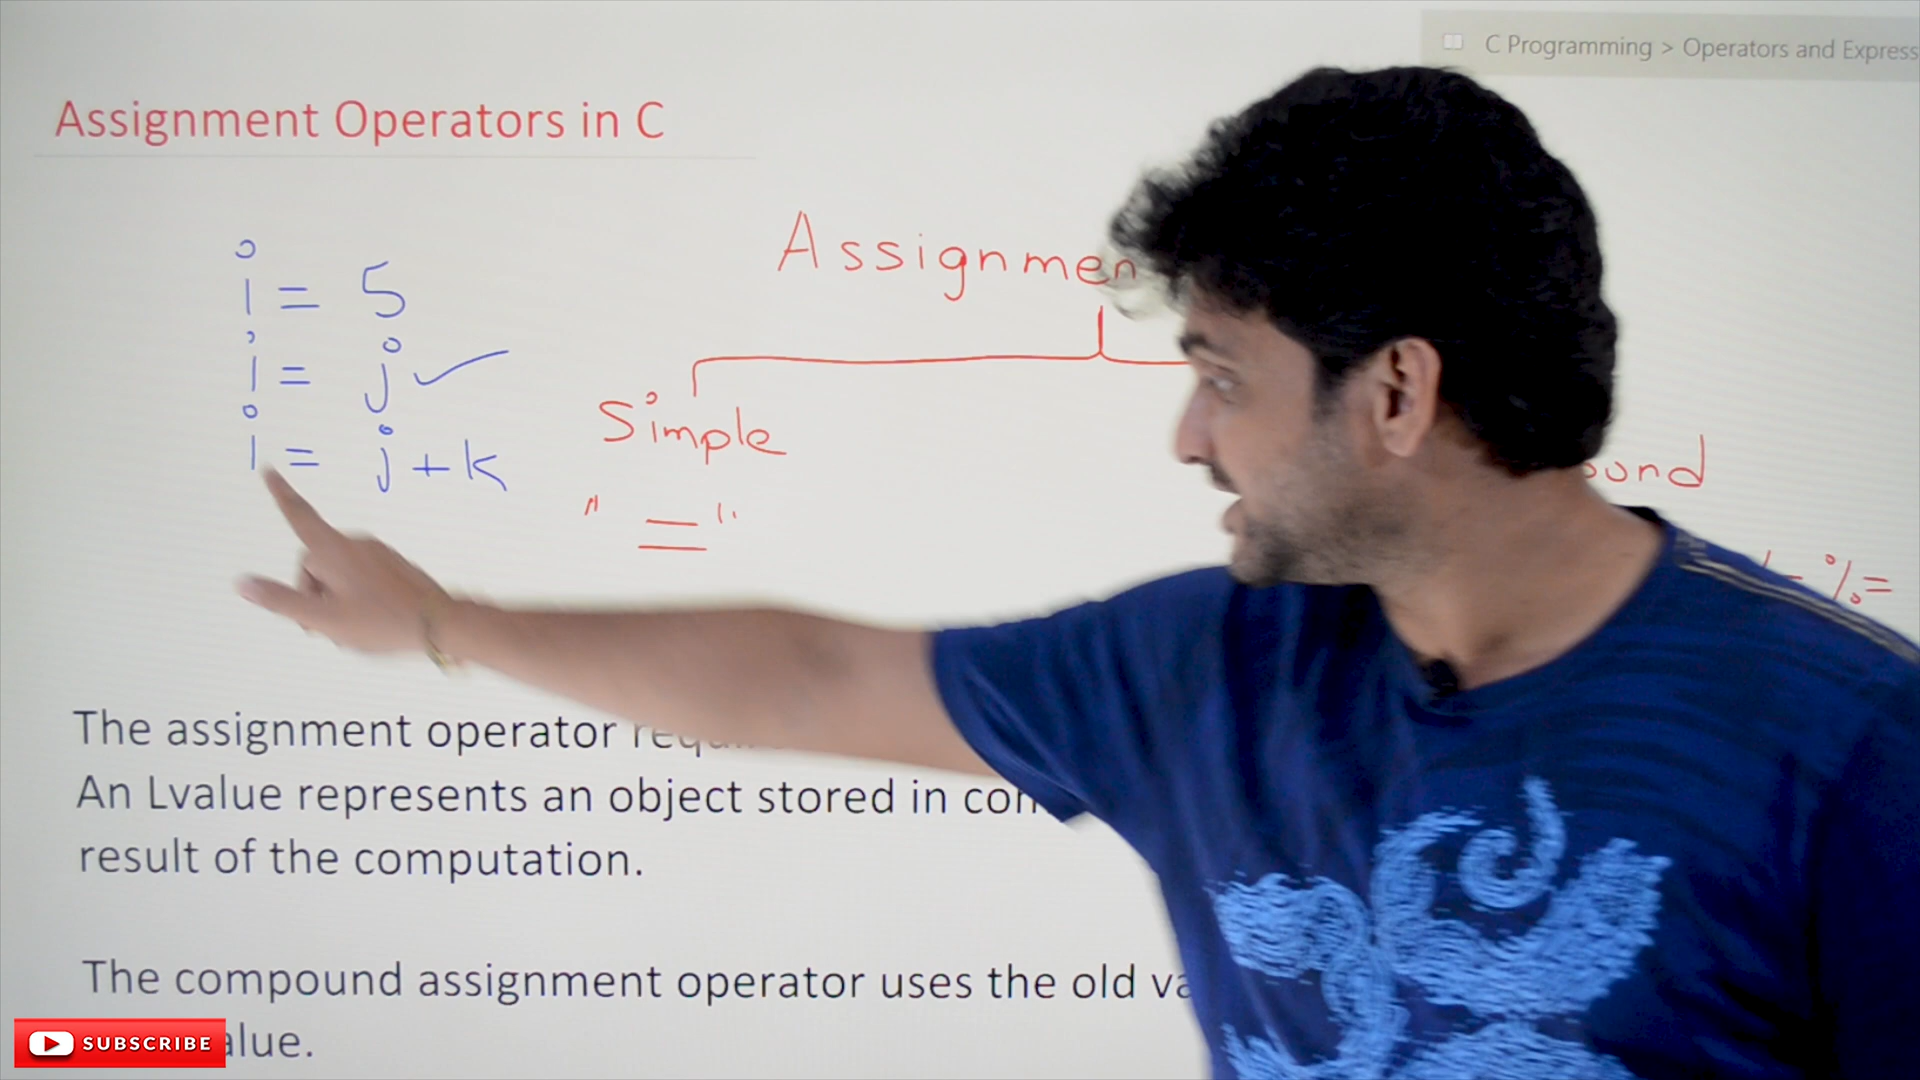 C Programming > Operators and Express
Assignment Operators in C
Assignmen
i = 5
i = j ✓
i = j + k
Simple
" = "
ound
%=
The assignment operator
An Lvalue represents an object stored in com
result of the computation.
The compound assignment operator uses the old va
alue.
SUBSCRIBE